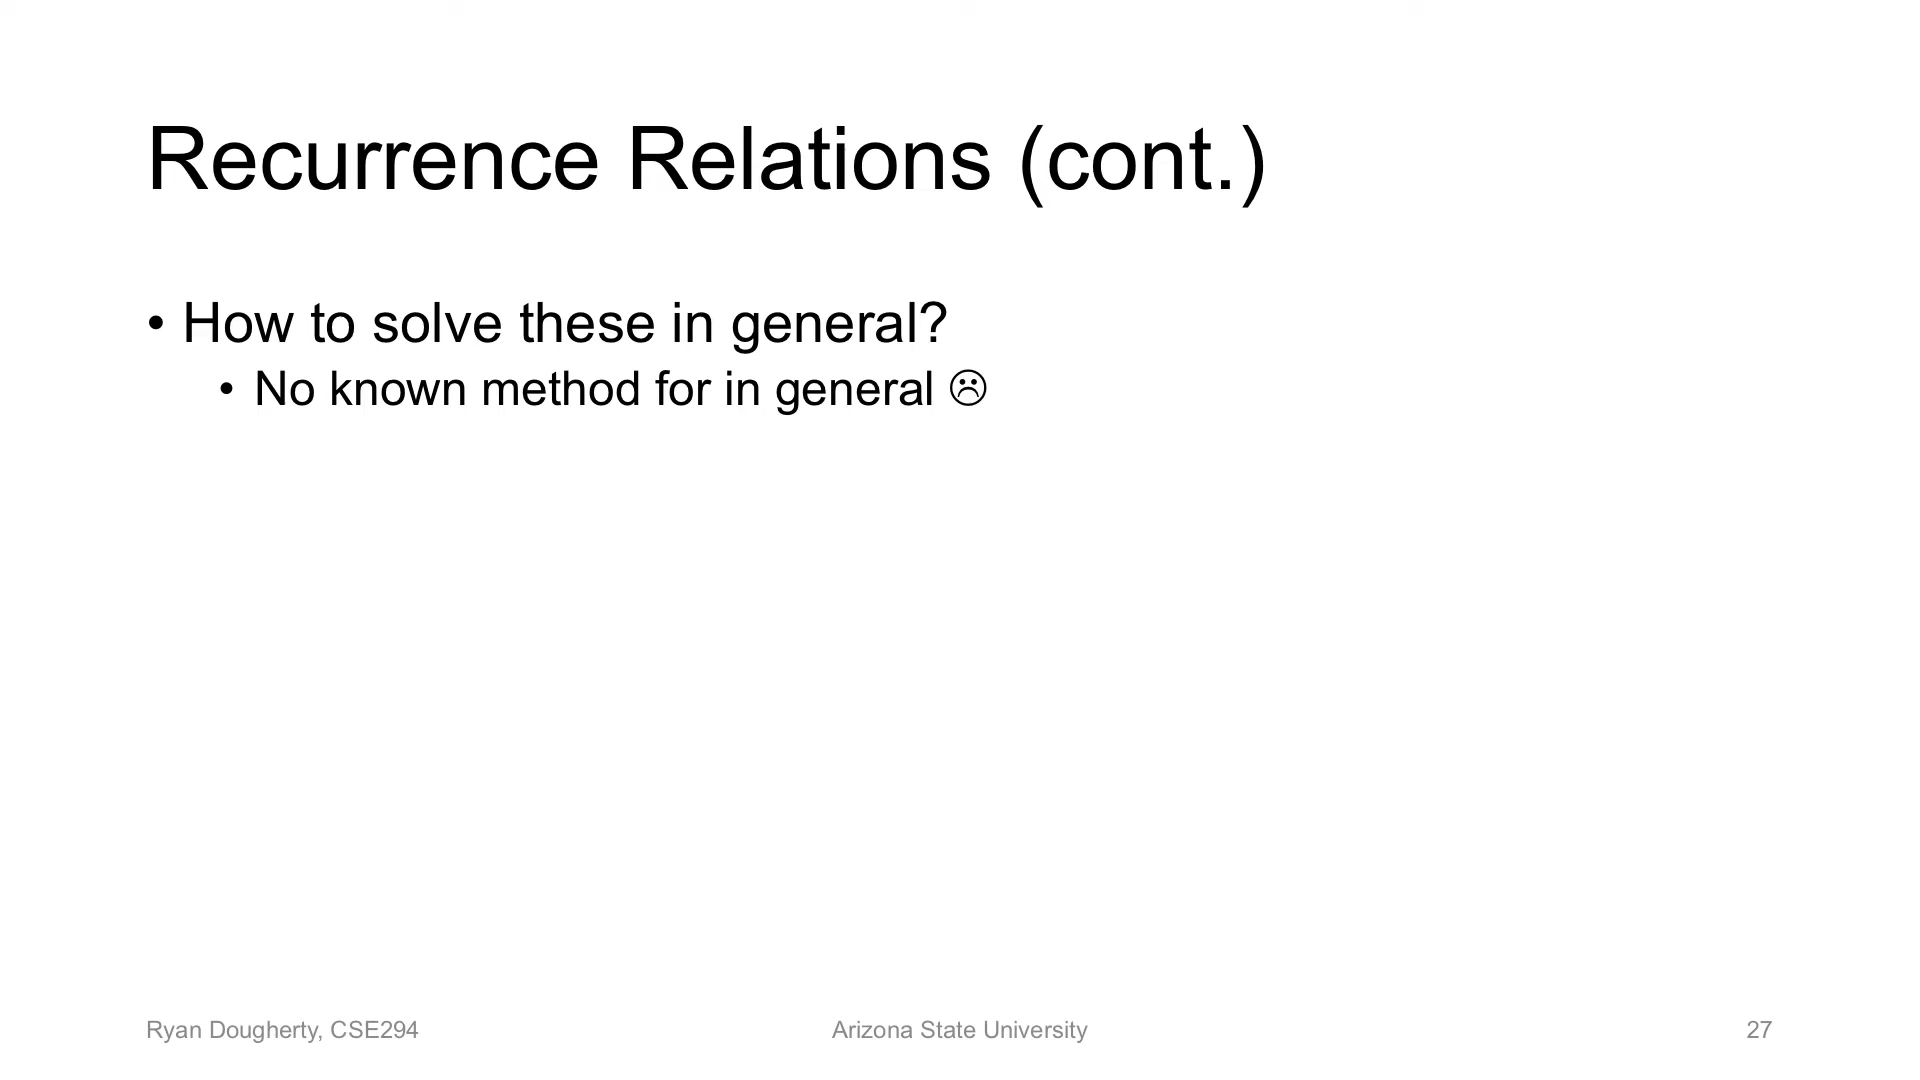 Recurrence Relations (cont.)
• How to solve these in general?
• No known method for in general ☹
Ryan Dougherty, CSE294
Arizona State University
27